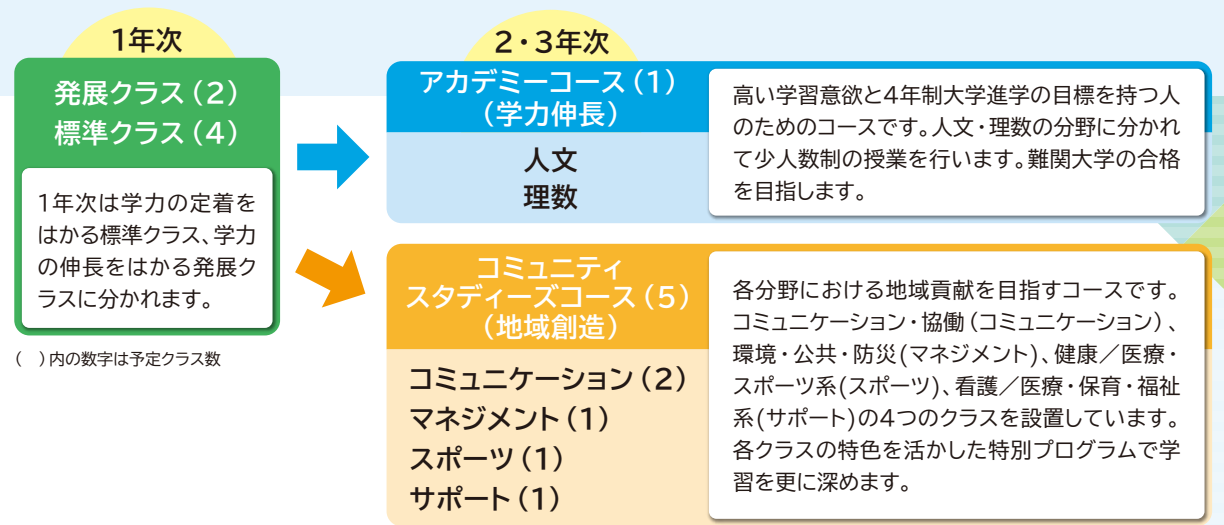 1年次
発展クラス(2)
標準クラス(4)
1年次は学力の定着を
はかる標準クラス、学力
の伸長をはかる発展ク
ラスに分かれます。
(　)内の数字は予定クラス数
2・3年次
アカデミーコース(1)
(学力伸長)
人文
理数
高い学習意欲と4年制大学進学の目標を持つ人
のためのコースです。人文・理数の分野に分かれ
て少人数制の授業を行います。難関大学の合格
を目指します。
コミュニティ
スタディーズコース(5)
(地域創造)
コミュニケーション(2)
マネジメント(1)
スポーツ(1)
サポート(1)
各分野における地域貢献を目指すコースです。
コミュニケーション・協働(コミュニケーション)、
環境・公共・防災(マネジメント)、健康／医療・
スポーツ系(スポーツ)、看護／医療・保育・福祉
系(サポート)の4つのクラスを設置しています。
各クラスの特色を活かした特別プログラムで学
習を更に深めます。